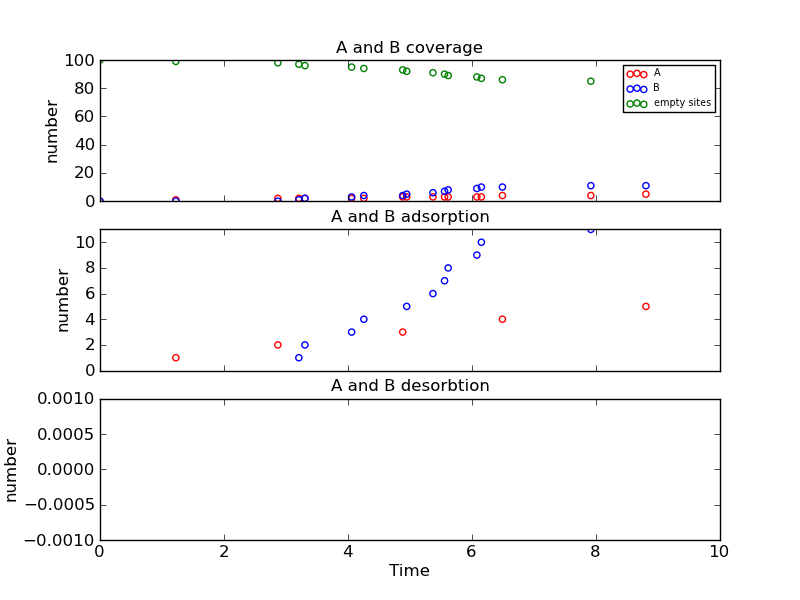 A and B coverage
100
80
60
40
20
0
number
A
B
empty sites
A and B adsorption
10
8
6
4
2
0
number
A and B desorbtion
0.0010
0.0005
0.0000
−0.0005
−0.0010
number
0 2 4 6 8 10
Time